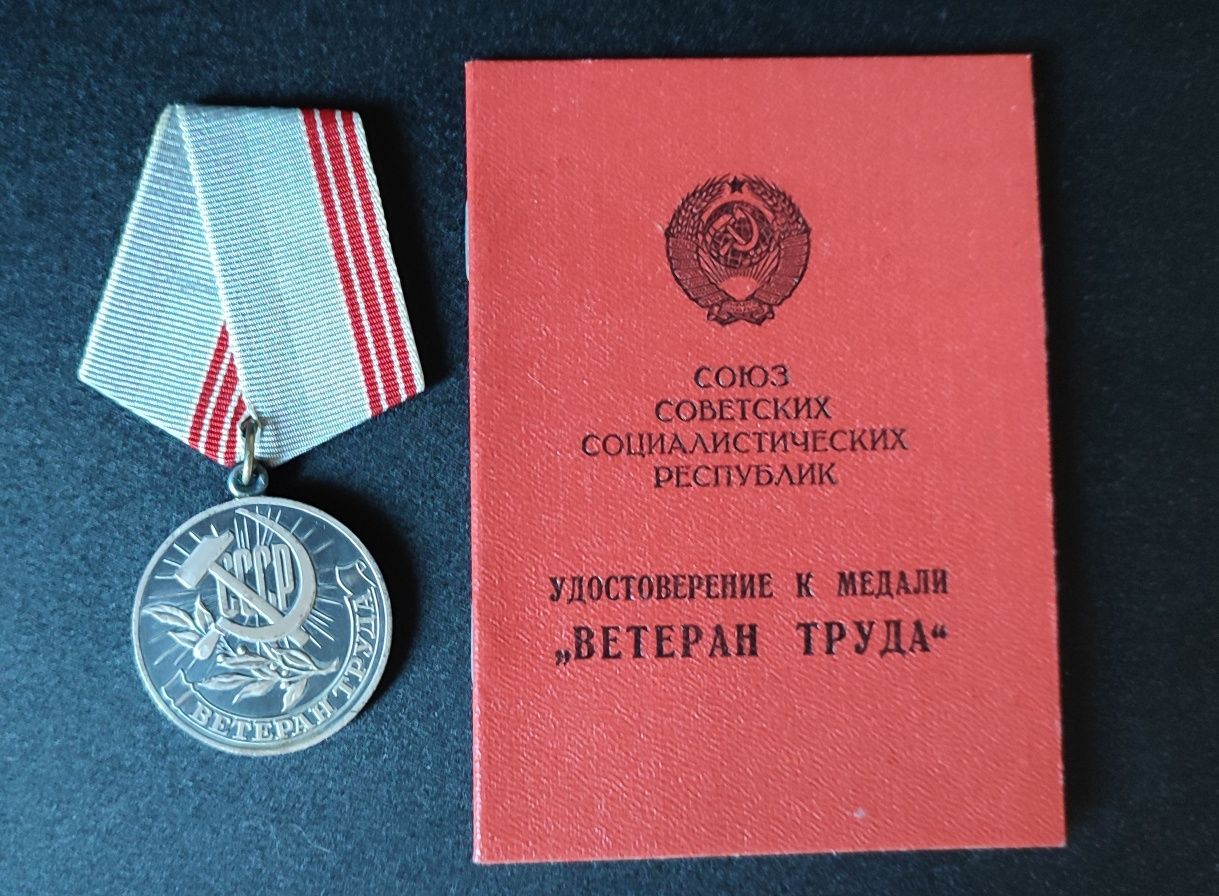 СССР
ВЕТЕРАН ТРУДА
СОЮЗ
СОВЕТСКИХ
СОЦИАЛИСТИЧЕСКИХ
РЕСПУБЛИК
УДОСТОВЕРЕНИЕ К МЕДАЛИ
„ВЕТЕРАН ТРУДА“